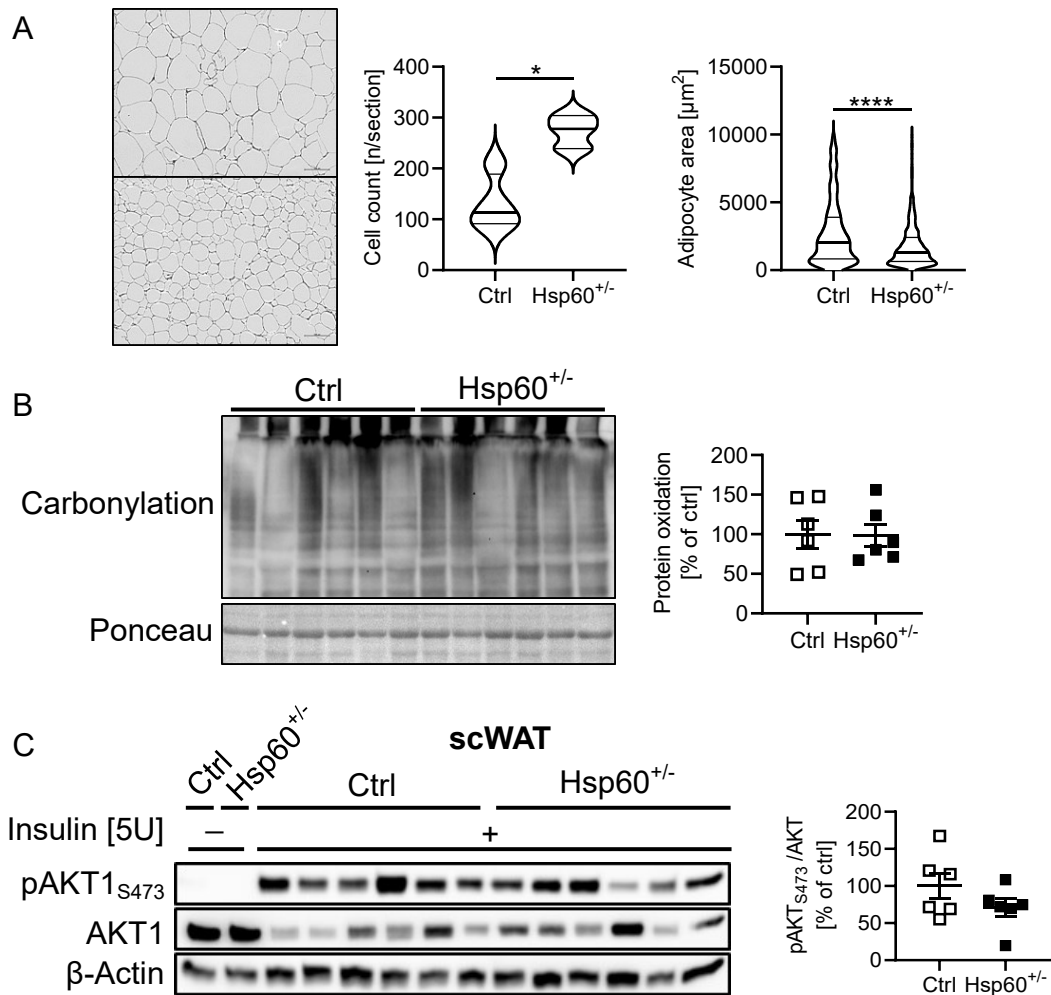 A
400
300
200
100
0
Cell count [n/section]
*
Ctrl Hsp60+/-
15000
10000
5000
0
Adipocyte area [µm²]
****
Ctrl Hsp60+/-
B
Ctrl Hsp60+/-
Carbonylation
Ponceau
200
150
100
50
0
Protein oxidation
[% of ctrl]
Ctrl Hsp60+/-
C
scWAT
Ctrl Hsp60+/- Ctrl Hsp60+/-
Insulin [5U] – +
pAKT1S473
AKT1
β-Actin
200
150
100
50
0
pAKTS473/AKT
[% of ctrl]
Ctrl Hsp60+/-